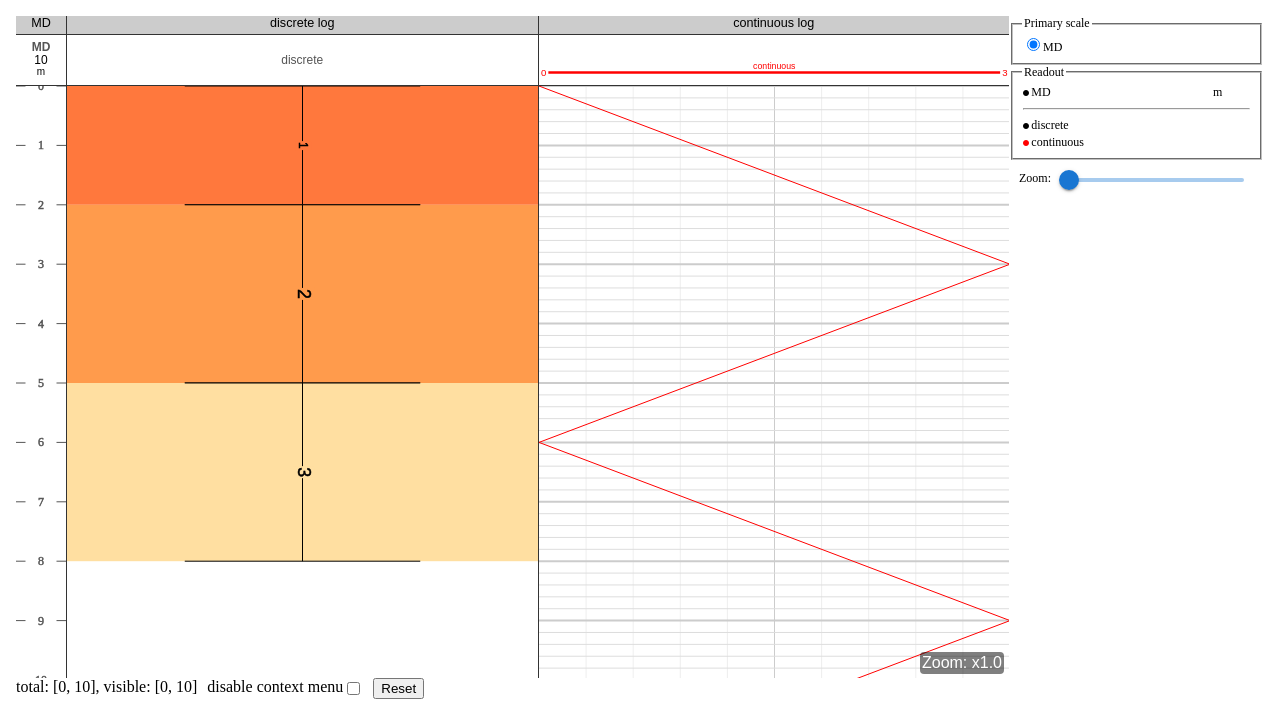 MD
discrete log
continuous log
Primary scale
MD
MD
10
m
discrete
continuous
0
3
Readout
MD
m
discrete
continuous
Zoom:
0
1
2
3
4
5
6
7
8
9
1
2
3
Zoom: x1.0
total: [0, 10], visible: [0, 10]
disable context menu
Reset